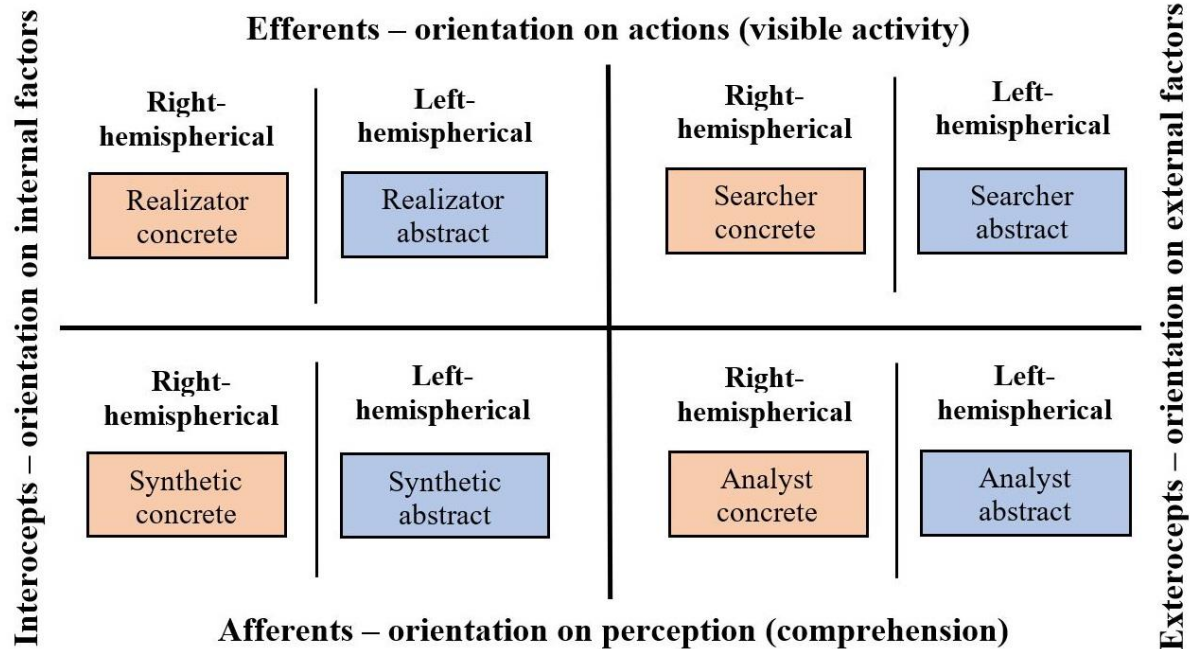 Efferents – orientation on actions (visible activity)
Interocepts – orientation on internal factors
Exterocepts – orientation on external factors
Right-
hemispherical
Left-
hemispherical
Right-
hemispherical
Left-
hemispherical
Realizator
concrete
Realizator
abstract
Searcher
concrete
Searcher
abstract
Right-
hemispherical
Left-
hemispherical
Right-
hemispherical
Left-
hemispherical
Synthetic
concrete
Synthetic
abstract
Analyst
concrete
Analyst
abstract
Afferents – orientation on perception (comprehension)